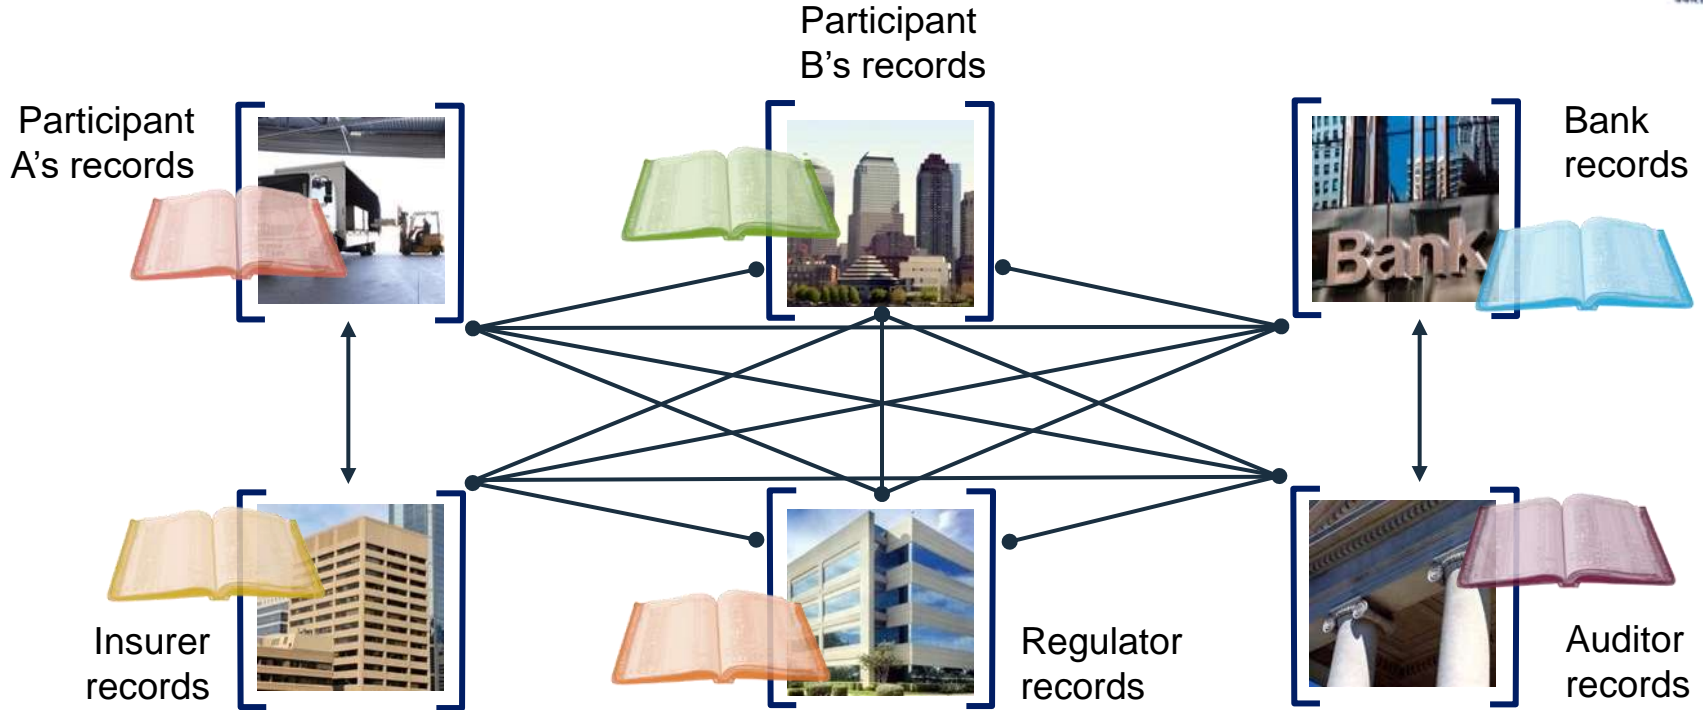 Participant
B’s records
Participant
A’s records
Bank
records
Bank
Insurer
records
Regulator
records
Auditor
records